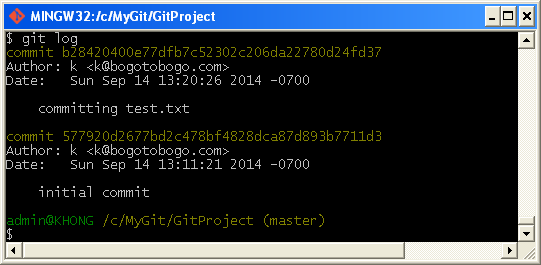 MINGW32:/c/MyGit/GitProject
$ git log
commit b28420400e77dfb7c52302c206da22780d24fd37
Author: k <k@bogotobogo.com>
Date:   Sun Sep 14 13:20:26 2014 -0700
    committing test.txt
commit 577920d2677bd2c478bf4828dca87d893b7711d3
Author: k <k@bogotobogo.com>
Date:   Sun Sep 14 13:11:21 2014 -0700
    initial commit
admin@KHONG /c/MyGit/GitProject (master)
$